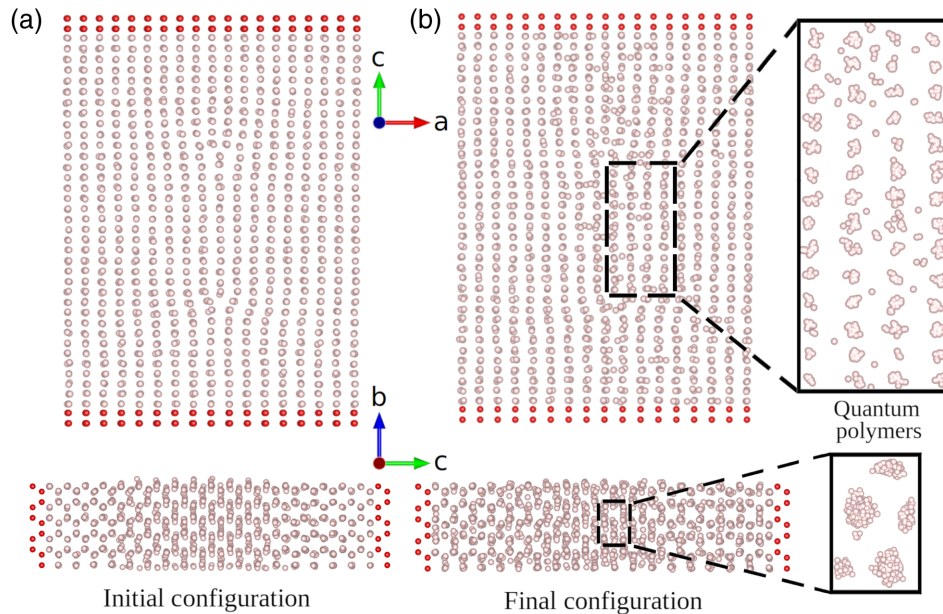 (a)
(b)
c
a
b
c
Quantum
polymers
Initial configuration
Final configuration